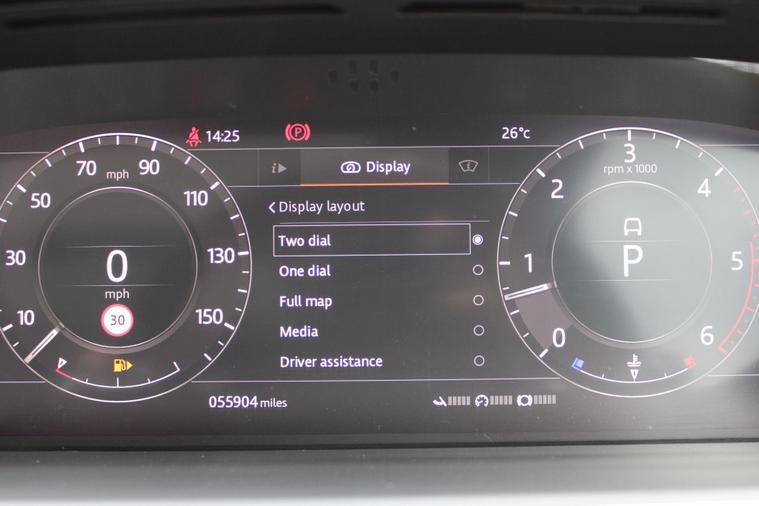 14:25
P
26°c
i
Display
i
Display layout
Two dial
One dial
Full map
Media
Driver assistance
055904 miles
10
30
50
70
90
110
130
150
mph
0
mph
30
0
1
2
3
4
5
6
rpm x 1000
P